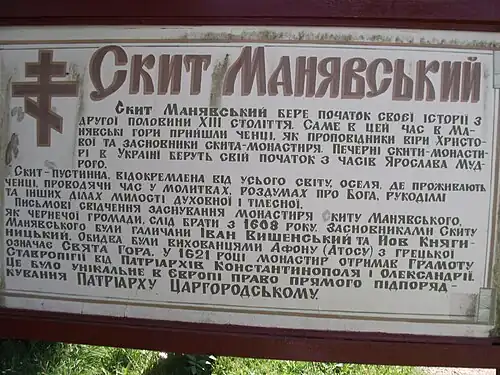 Скит Манявський
Скит Манявський бере початок своєї історії з
другої половини XIII століття. Саме в цей час в Ма-
нявські гори прийшли ченці, як проповідники віри Христо-
вої та засновники скита-монастиря. Печерні скити-монасти-
рі в Україні беруть свій початок з часів Ярослава Муд-
рого.
Скит-пустинна, відокремлена від усього світу, оселя, де проживають
ченці, проводячи час у молитвах, роздумах про Бога, рукоділлі
та інших ділах милості духовної і тілесної.
Письмові свідчення заснування монастиря Скиту Манявського,
як чернечої громади, слід брати з 1608 року. Засновниками Скиту
Манявського були галичани Іван Вишенський та Йов Княги-
ницький. Обидва були вихованцями Афону (Атосу) з грецької
означає Свята Гора. У 1621 році монастир отримав Грамоту
Ставропігії від патріархів Константинополя і Олександрії.
Це було унікальне в Європі право прямого підпоряд-
кування Патріарху Царгородському.